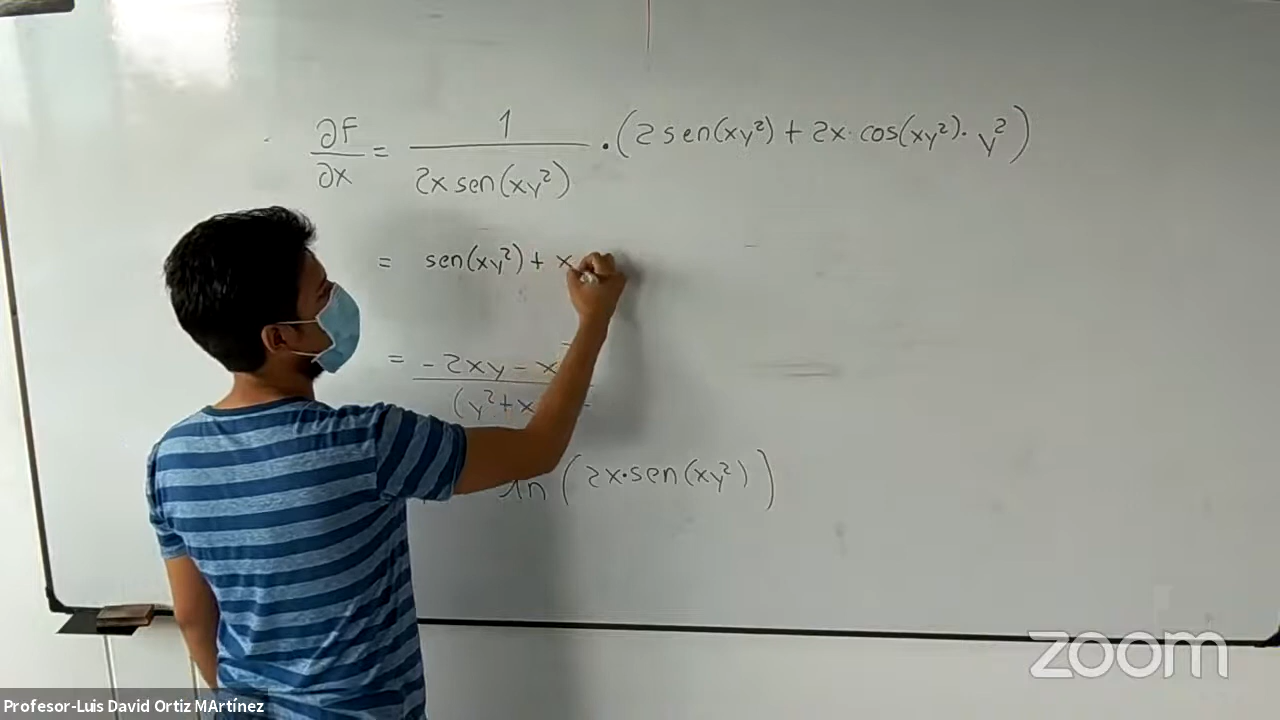 ∂F/∂x = 1/(2x sen(xy²)) · (2 sen(xy²) + 2x · cos(xy²) · y²)
= sen(xy²) + x
= (-2xy - x
(y² + x
ln(2x·sen(xy²))
zoom
Profesor-Luis David Ortiz MArtínez